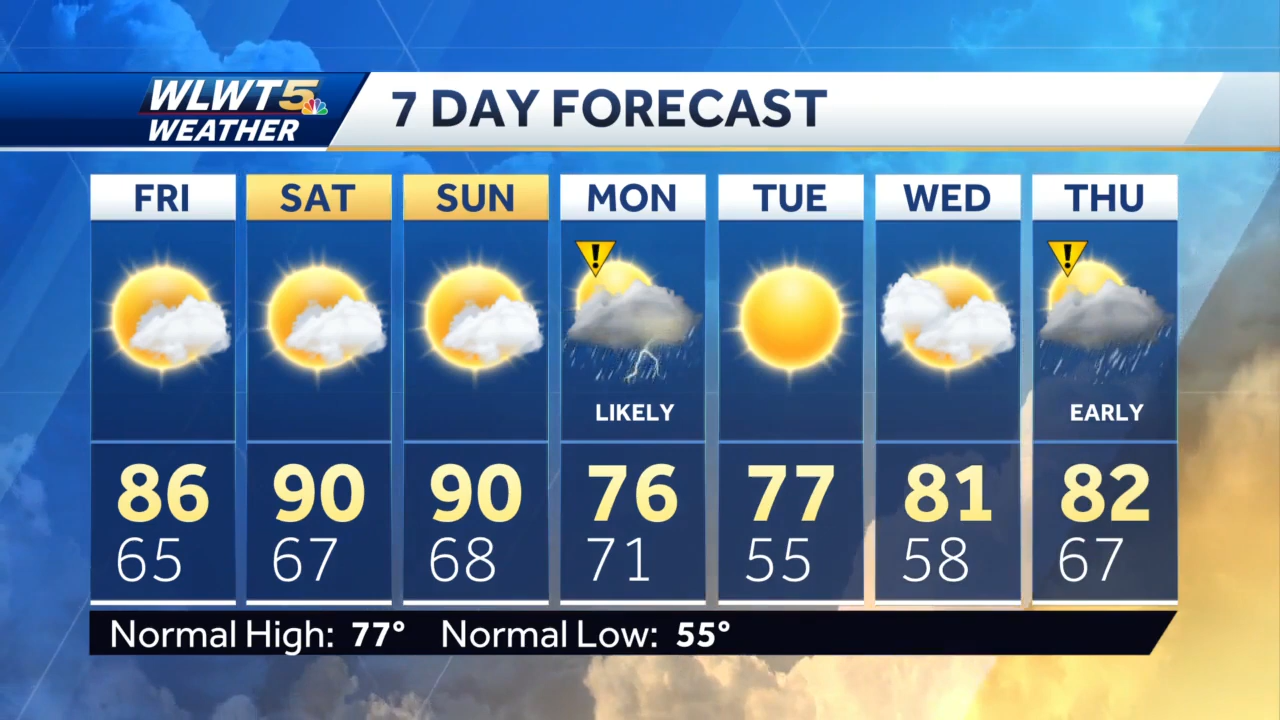 WLWT5
WEATHER
7 DAY FORECAST
FRI SAT SUN MON TUE WED THU
! !
LIKELY EARLY
86 90 90 76 77 81 82
65 67 68 71 55 58 67
Normal High: 77° Normal Low: 55°